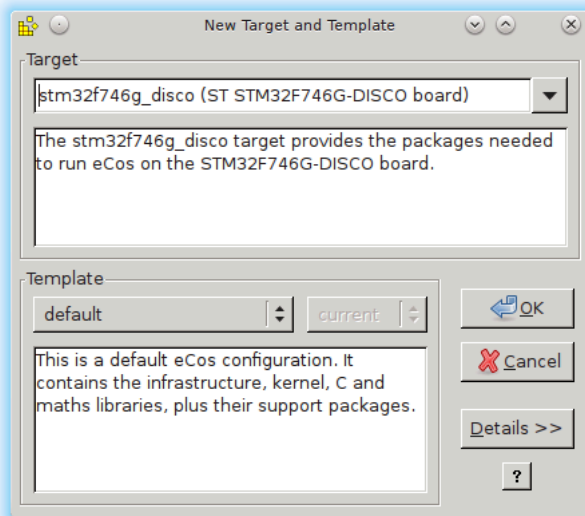 New Target and Template
Target
stm32f746g_disco (ST STM32F746G-DISCO board)
The stm32f746g_disco target provides the packages needed
to run eCos on the STM32F746G-DISCO board.
Template
default
current
OK
This is a default eCos configuration. It
contains the infrastructure, kernel, C and
maths libraries, plus their support packages.
Cancel
Details >>
?